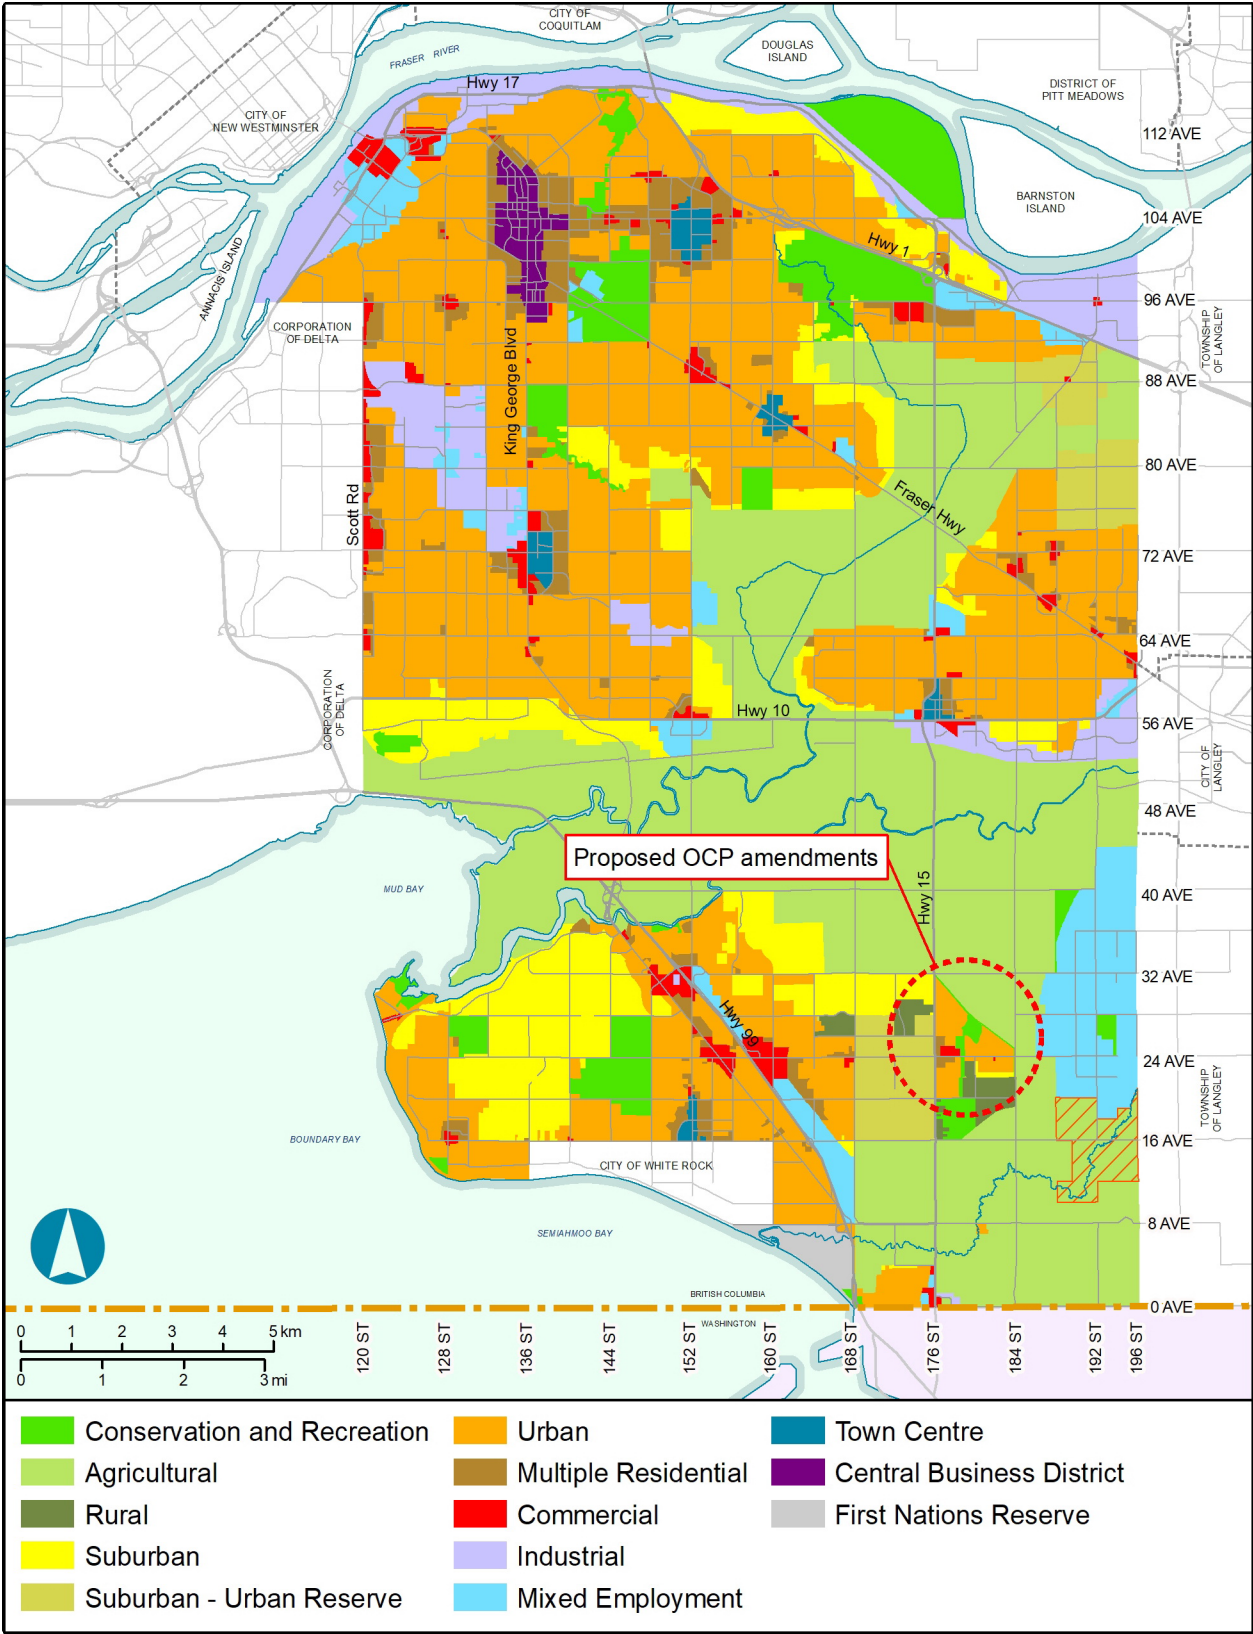 CITY OF
COQUITLAM
DOUGLAS
ISLAND
FRASER RIVER
Hwy 17
DISTRICT OF
PITT MEADOWS
CITY OF
NEW WESTMINSTER
112 AVE
BARNSTON
ISLAND
104 AVE
Hwy 1
ANNACIS ISLAND
96 AVE
CORPORATION
OF DELTA
King George Blvd
TOWNSHIP
OF LANGLEY
88 AVE
80 AVE
Scott Rd
Fraser Hwy
72 AVE
64 AVE
CORPORATION
OF DELTA
Hwy 10
56 AVE
CITY OF
LANGLEY
48 AVE
Proposed OCP amendments
MUD BAY
Hwy 15
40 AVE
32 AVE
Hwy 99
24 AVE
TOWNSHIP
OF LANGLEY
BOUNDARY BAY
16 AVE
CITY OF WHITE ROCK
8 AVE
SEMIAHMOO BAY
BRITISH COLUMBIA
0 AVE
WASHINGTON
0 1 2 3 4 5 km
0 1 2 3 mi
120 ST
128 ST
136 ST
144 ST
152 ST
160 ST
168 ST
176 ST
184 ST
192 ST
196 ST
Conservation and Recreation
Agricultural
Rural
Suburban
Suburban - Urban Reserve
Urban
Multiple Residential
Commercial
Industrial
Mixed Employment
Town Centre
Central Business District
First Nations Reserve